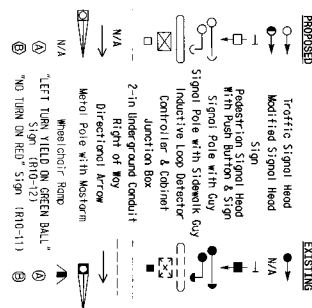 PROPOSED
EXISTING
Traffic Signal Head
Modified Signal Head
N/A
Sign
Pedestrian Signal Head
With Push Button & Sign
Signal Pole with Guy
Signal Pole with Sidewalk Guy
Inductive Loop Detector
Controller & Cabinet
Junction Box
2-in Underground Conduit
N/A
Right of Way
Directional Arrow
Metal Pole with Mastarm
N/A
Wheelchair Ramp
A
"LEFT TURN YIELD ON GREEN BALL"
Sign (R10-12)
A
B
"NO TURN ON RED" Sign (R10-11)
B